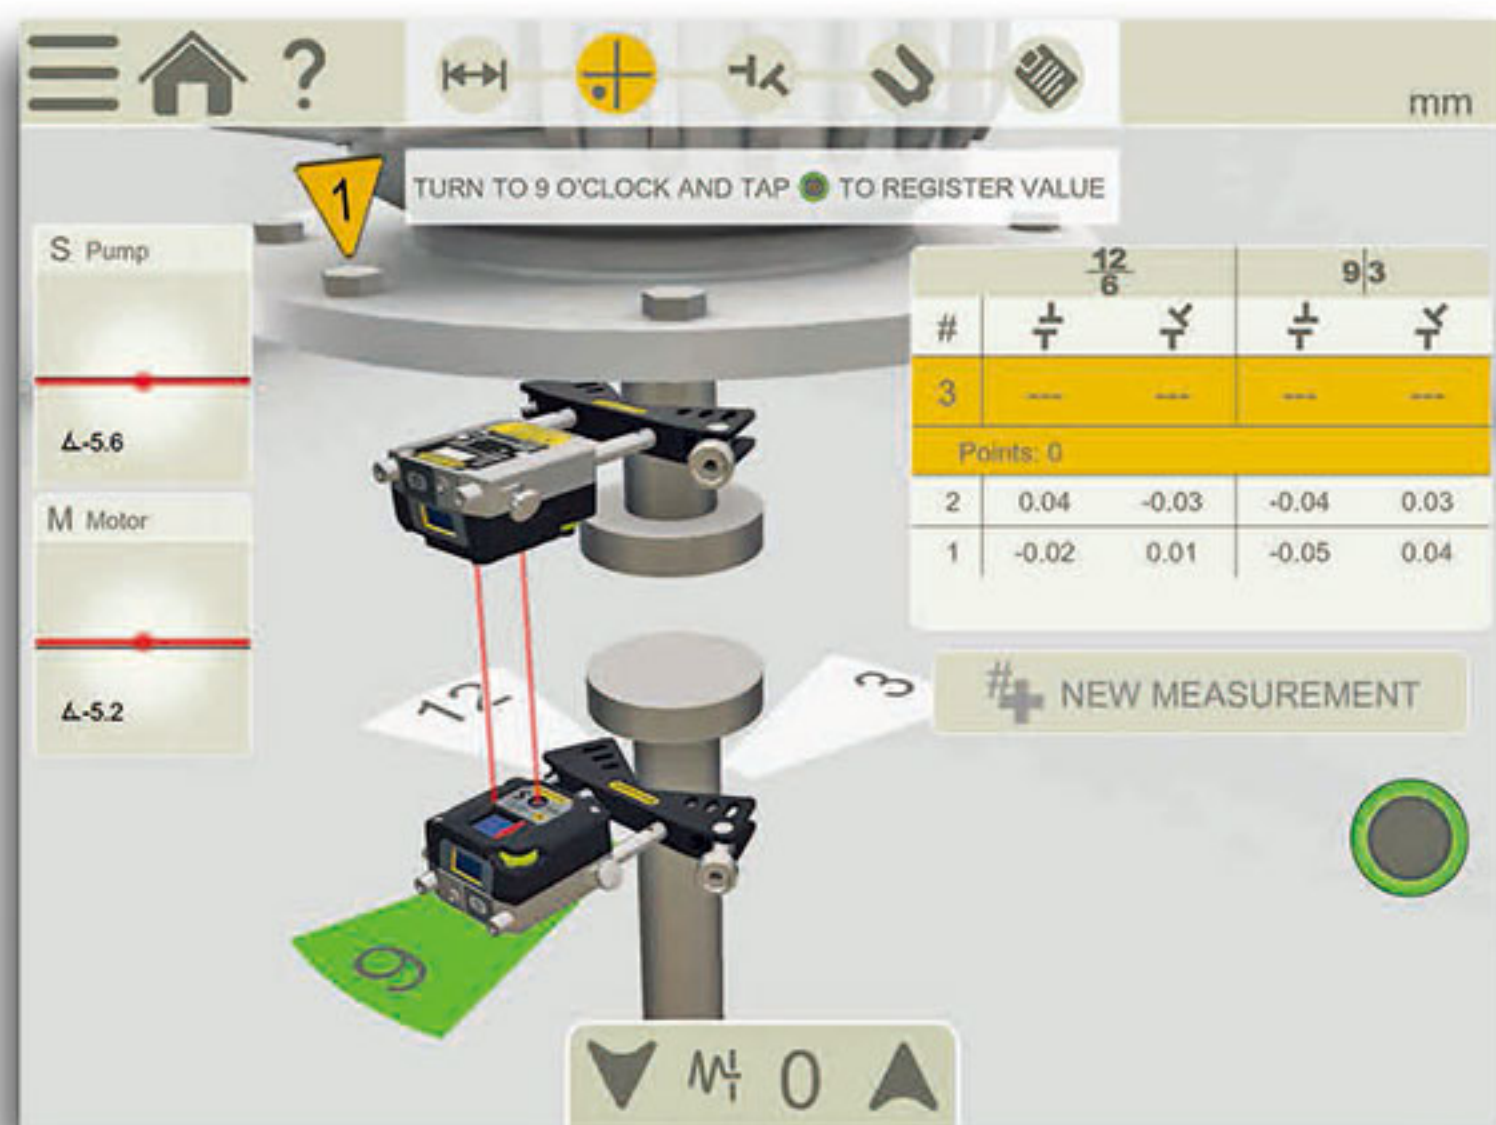 ?
mm
1
TURN TO 9 O'CLOCK AND TAP TO REGISTER VALUE
S Pump
-5.6
M Motor
-5.2
12
6
9|3
#
3 --- --- --- ---
Points: 0
2 0.04 -0.03 -0.04 0.03
1 -0.02 0.01 -0.05 0.04
# NEW MEASUREMENT
12
3
S
9
0